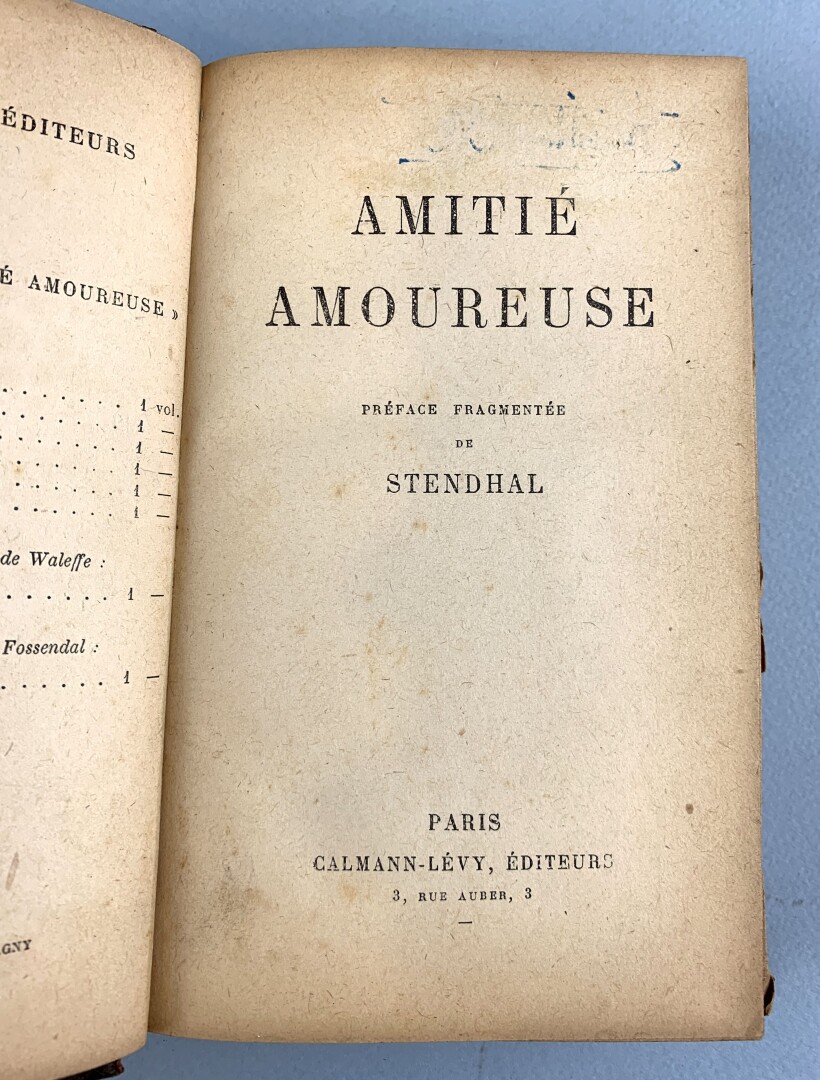 ÉDITEURS
É AMOUREUSE »
1 vol.
1 —
1 —
1 —
1 —
1 —
de Waleffe :
1 —
Fossendal :
1 —
GNY
AMITIÉ
AMOUREUSE
PRÉFACE FRAGMENTÉE
DE
STENDHAL
PARIS
CALMANN-LÉVY, ÉDITEURS
3, RUE AUBER, 3